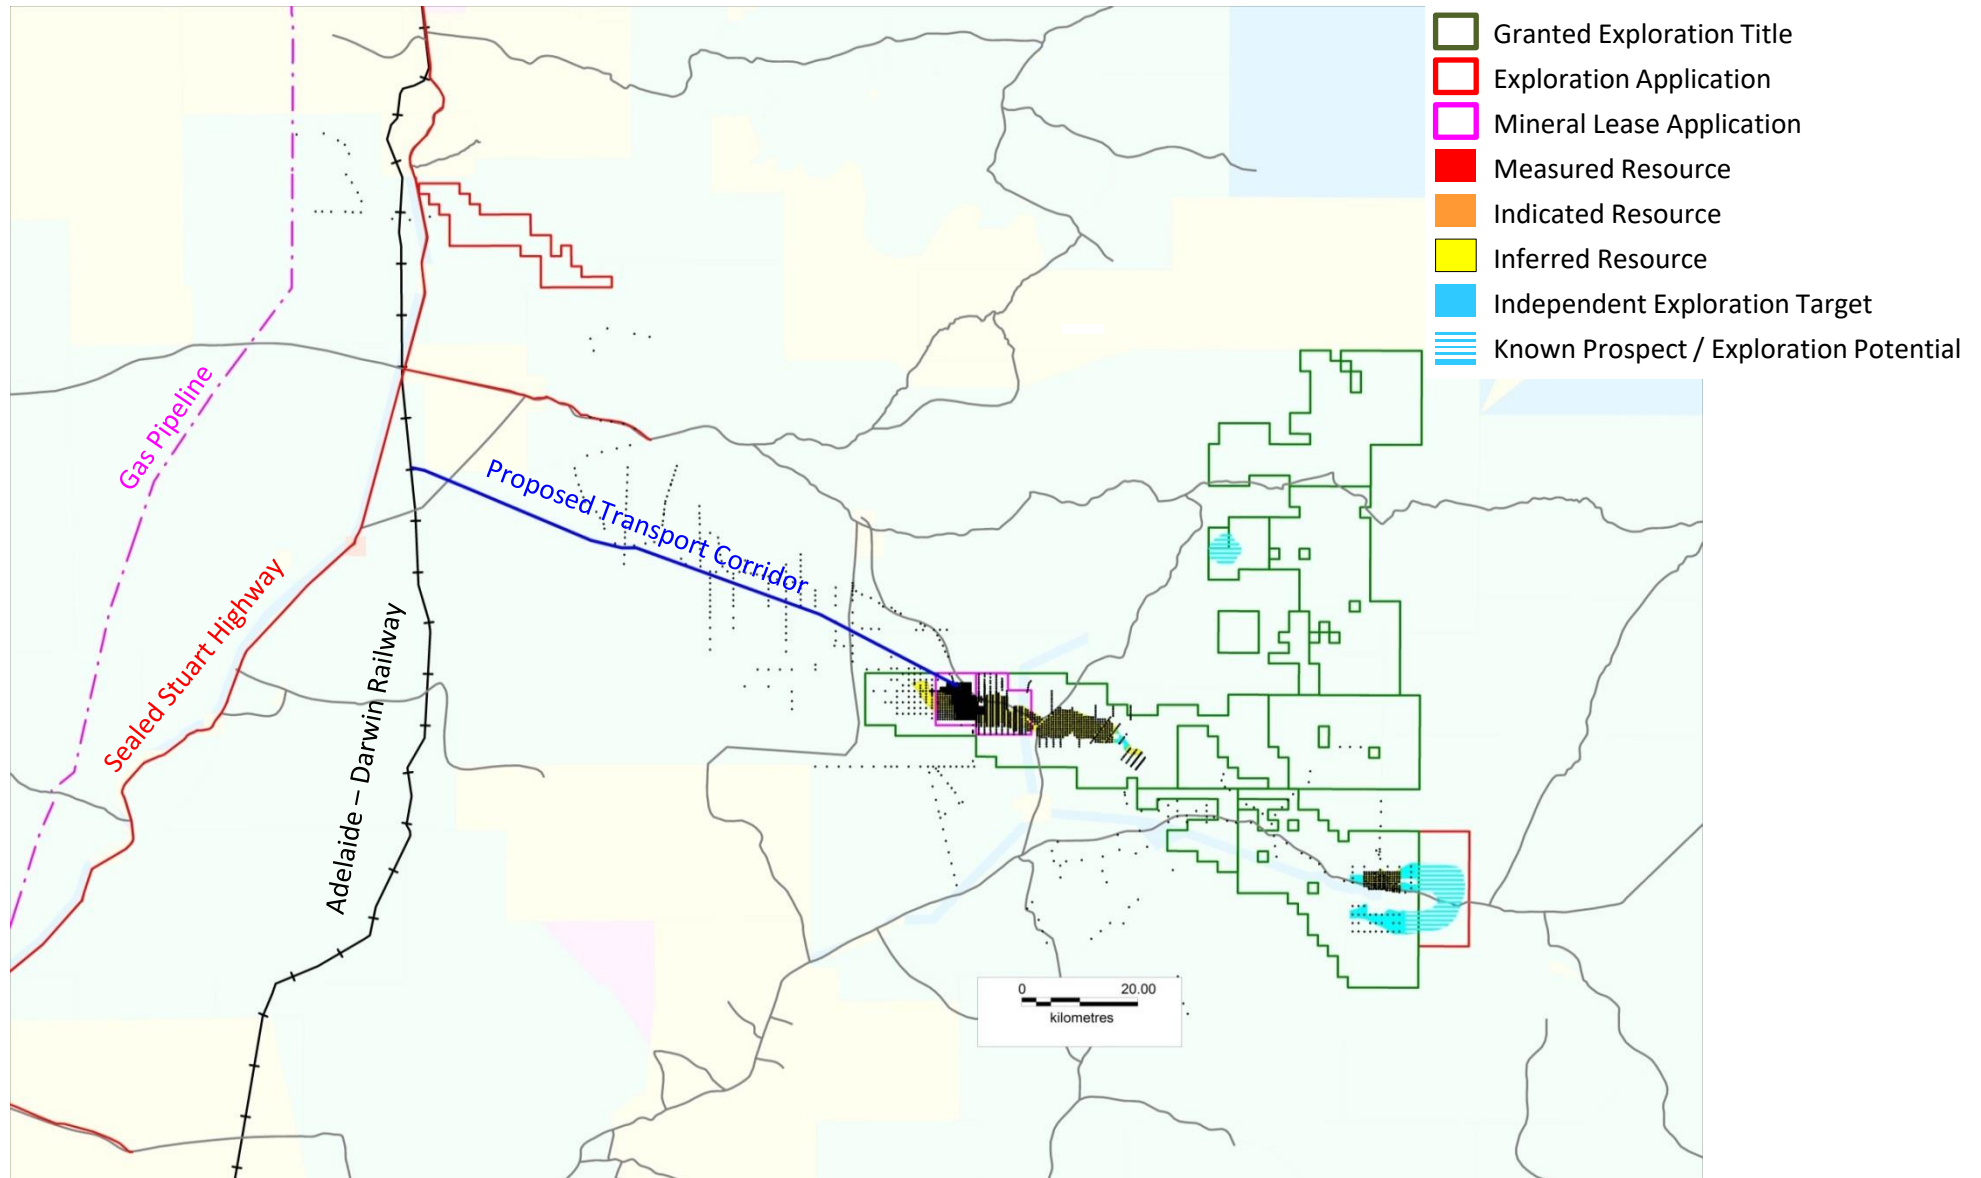 Granted Exploration Title
Exploration Application
Mineral Lease Application
Measured Resource
Indicated Resource
Inferred Resource
Independent Exploration Target
Known Prospect / Exploration Potential
Gas Pipeline
Proposed Transport Corridor
Sealed Stuart Highway
Adelaide – Darwin Railway
0 20.00
kilometres